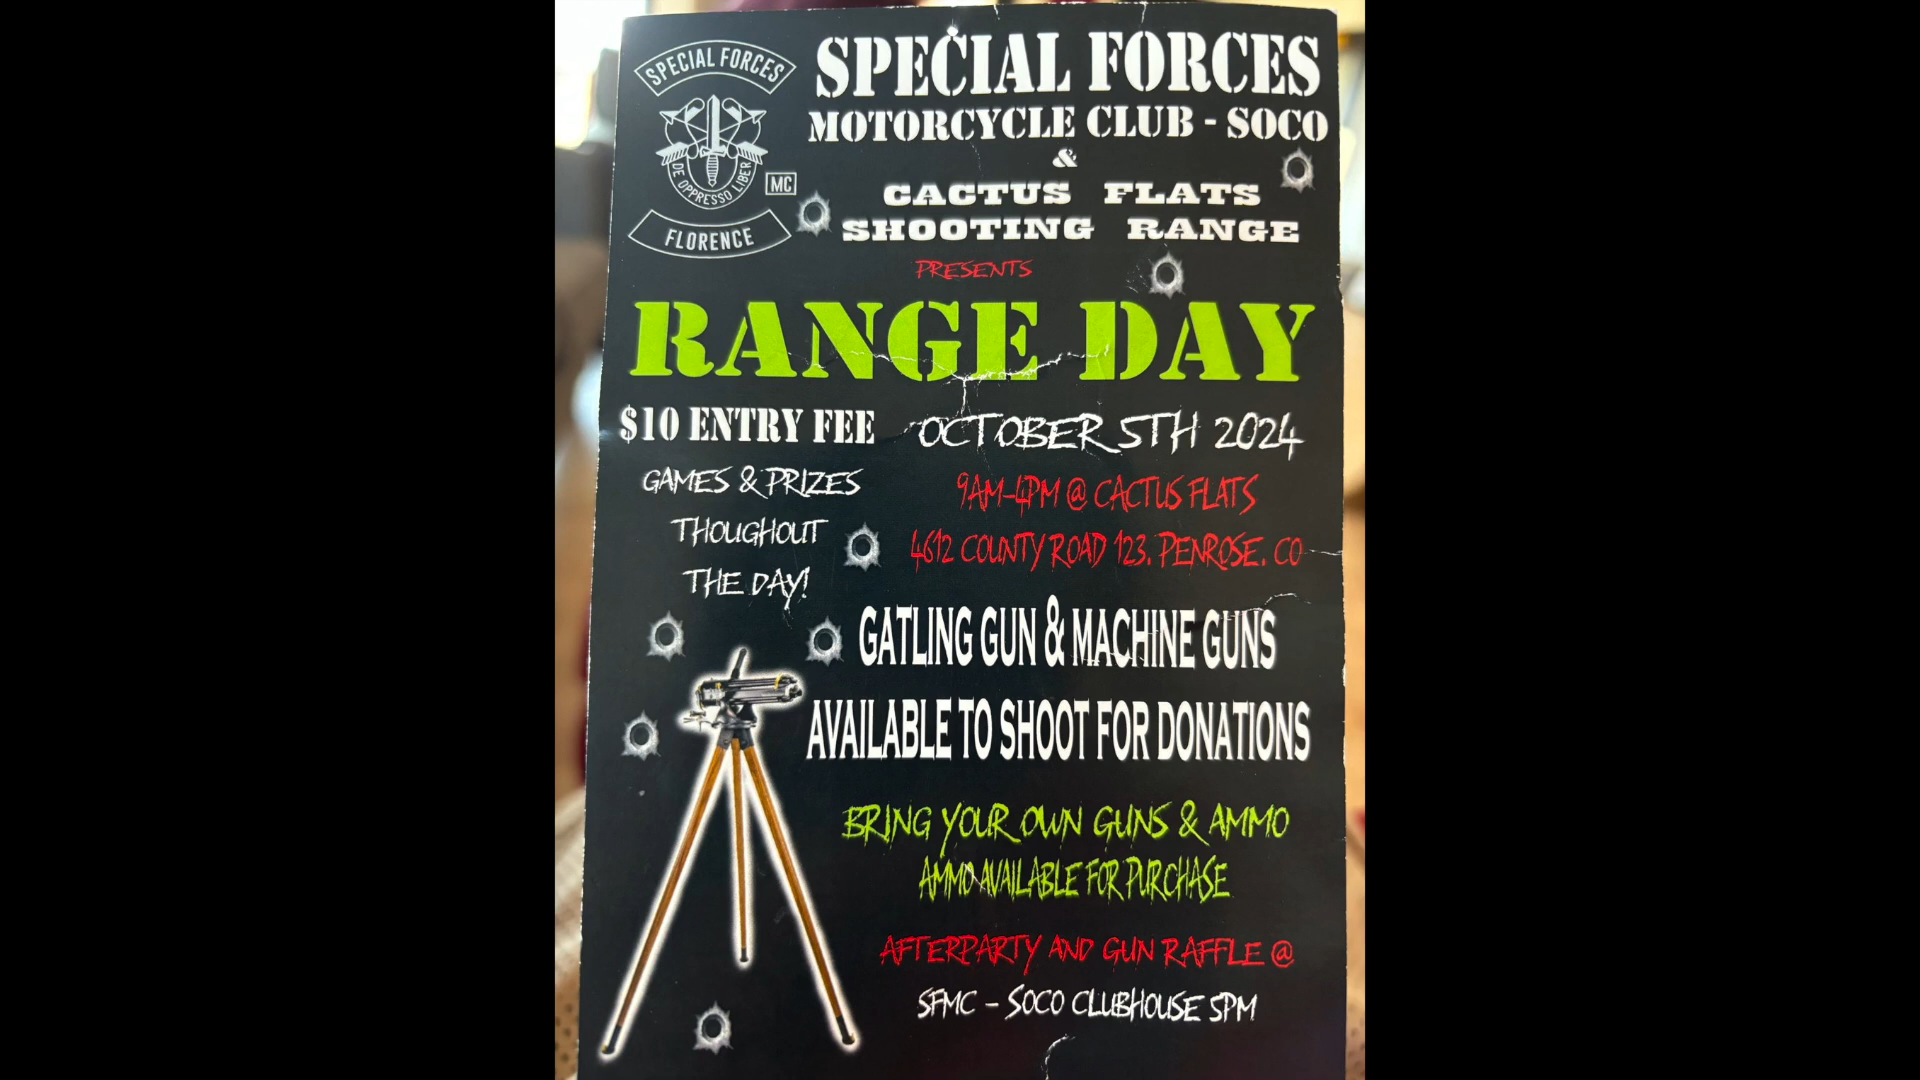 SPECIAL FORCES
DE OPPRESSO LIBER
MC
FLORENCE
SPECIAL FORCES
MOTORCYCLE CLUB - SOCO
&
CACTUS FLATS
SHOOTING RANGE
PRESENTS
RANGE DAY
$10 ENTRY FEE
OCTOBER 5TH 2024
GAMES & PRIZES
THOUGHOUT
THE DAY!
9AM-4PM @ CACTUS FLATS
4612 COUNTY ROAD 123. PENROSE. CO
GATLING GUN & MACHINE GUNS
AVAILABLE TO SHOOT FOR DONATIONS
BRING YOUR OWN GUNS & AMMO
AMMO AVAILABLE FOR PURCHASE
AFTERPARTY AND GUN RAFFLE @
SFMC - SOCO CLUBHOUSE 5PM